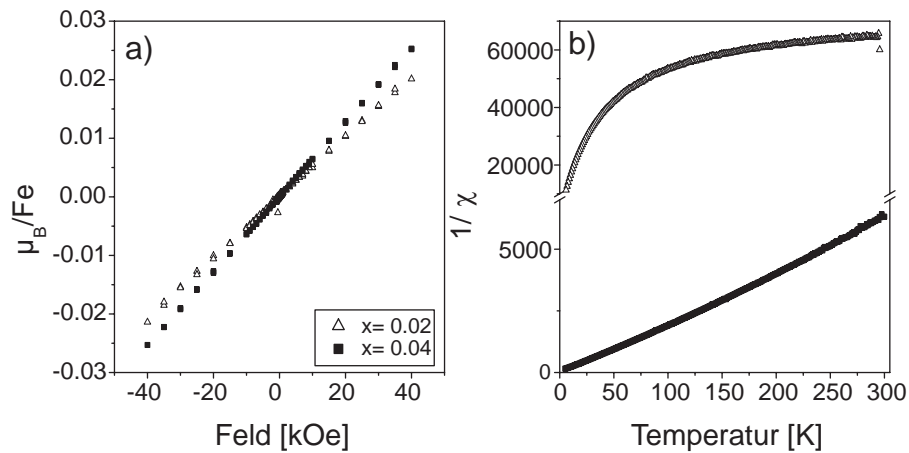 a)
0.03
0.02
0.01
0.00
-0.01
-0.02
-0.03
μB/Fe
-40 -20 0 20 40
Feld [kOe]
x= 0.02
x= 0.04
b)
60000
40000
20000
5000
0
1/ χ
0 50 100 150 200 250 300
Temperatur [K]